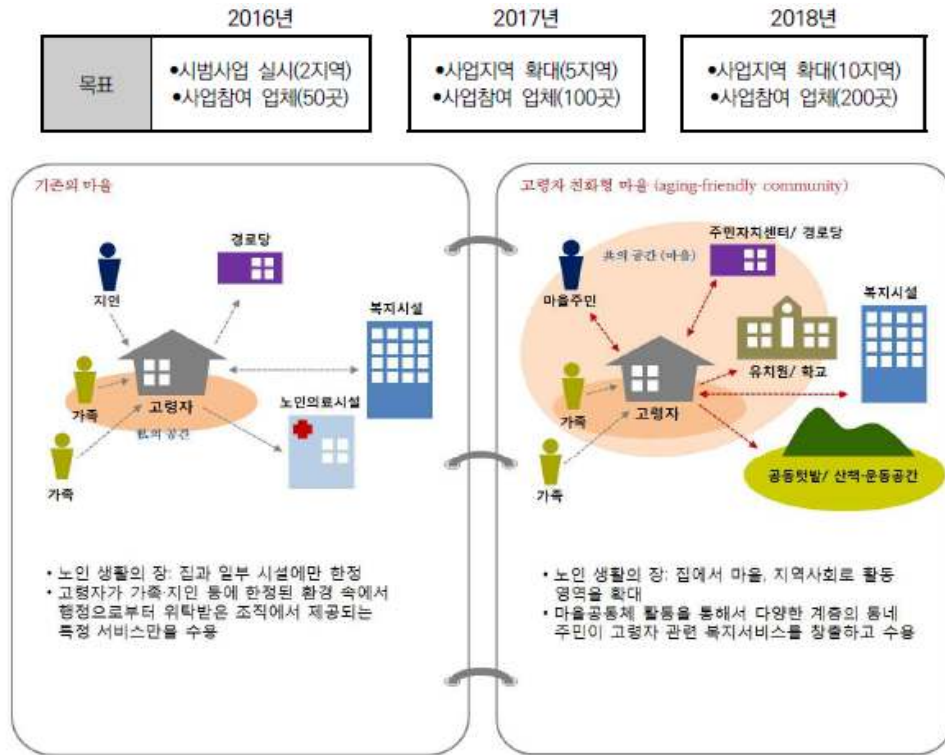 2016년
2017년
2018년
목표
•시범사업 실시(2지역)
•사업참여 업체(50곳)
•사업지역 확대(5지역)
•사업참여 업체(100곳)
•사업지역 확대(10지역)
•사업참여 업체(200곳)
기존의 마을
경로당
지인
복지시설
가족
고령자
노인의료시설
私의 공간
가족
• 노인 생활의 장: 집과 일부 시설에만 한정
• 고령자가 가족·지인 등에 한정된 환경 속에서
행정으로부터 위탁받은 조직에서 제공되는
특정 서비스만을 수용
고령자 친화형 마을 (aging-friendly community)
주민자치센터/ 경로당
共의 공간 (마을)
마을주민
복지시설
유치원/ 학교
가족
고령자
가족
공동텃밭/ 산책·운동공간
• 노인 생활의 장: 집에서 마을, 지역사회로 활동
영역을 확대
• 마을공동체 활동을 통해서 다양한 계층의 동네
주민이 고령자 관련 복지서비스를 창출하고 수용